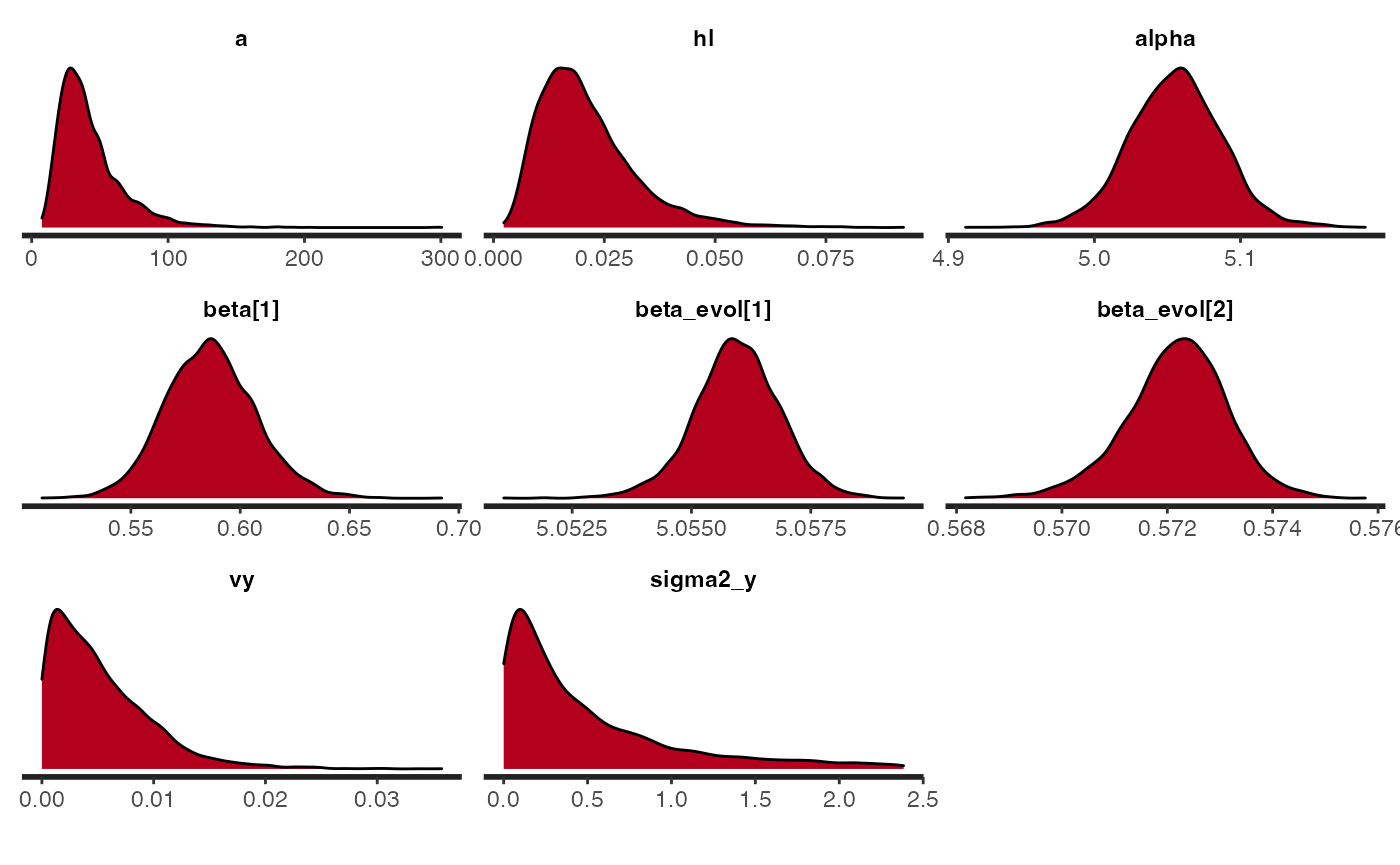 a hl alpha
0 100 200 300 0.000 0.025 0.050 0.075 4.9 5.0 5.1
beta[1] beta_evol[1] beta_evol[2]
0.55 0.60 0.65 0.70 5.0525 5.0550 5.0575 0.568 0.570 0.572 0.574 0.576
vy sigma2_y
0.00 0.01 0.02 0.03 0.0 0.5 1.0 1.5 2.0 2.5